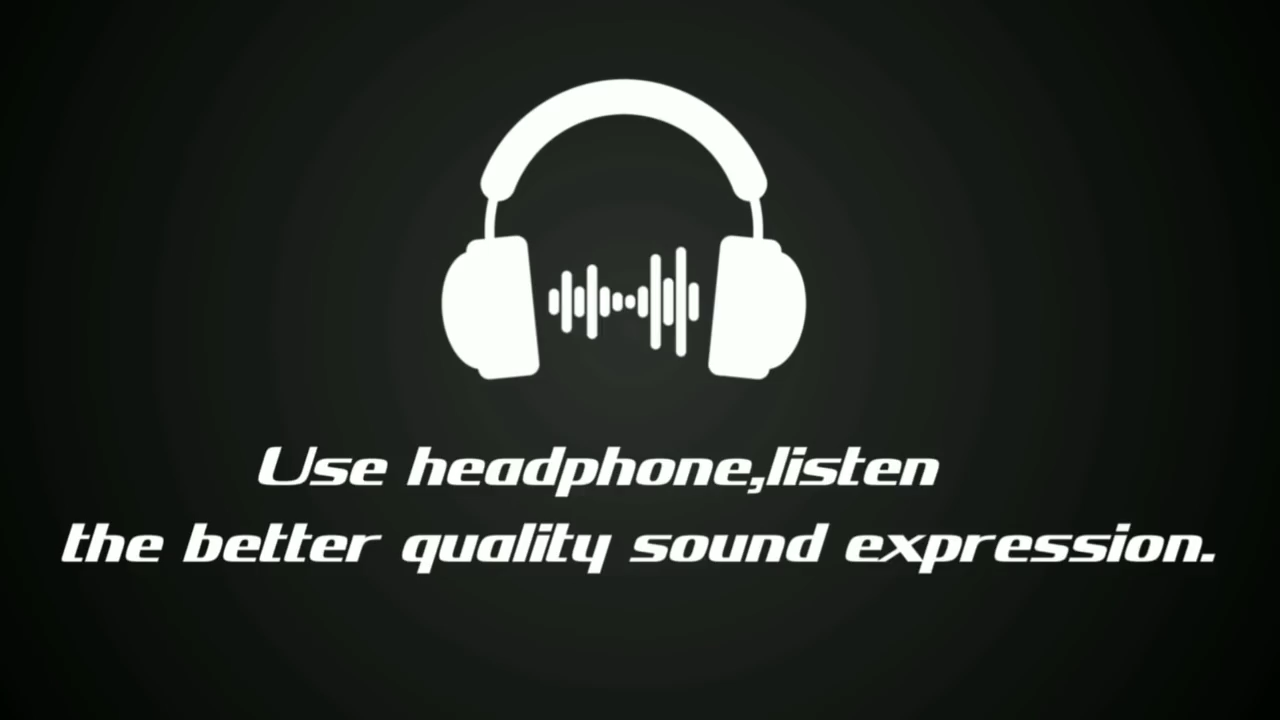 Use headphone,listen
the better quality sound expression.